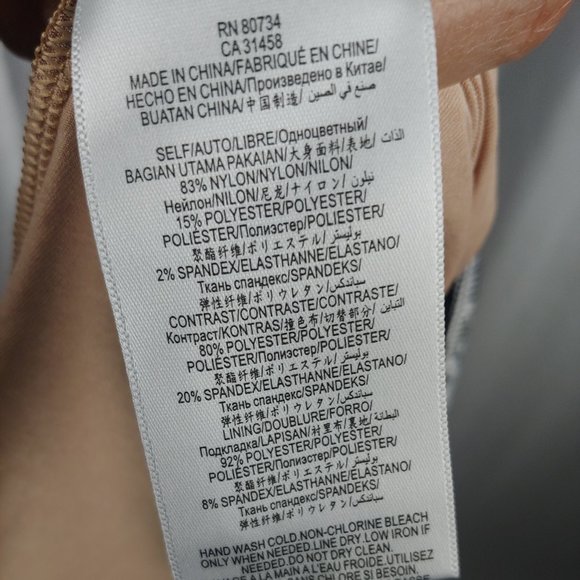 RN 80734
CA 31458
MADE IN CHINA/FABRIQUÉ EN CHINE/
HECHO EN CHINA/Произведено в Китае/
BUATAN CHINA/中国制造/ صنع في الصين/
SELF/AUTO/LIBRE/Одноцветный/
BAGIAN UTAMA PAKAIAN/大身面料/表地/ الذات/
83% NYLON/NYLON/NILON/
Нейлон/NILON/尼龙/ナイロン/ نيلون/
15% POLYESTER/POLYESTER/
POLIÉSTER/Полиэстер/POLIESTER/
聚酯纤维/ポリエステル/ بوليستر/
2% SPANDEX/ELASTHANNE/ELASTANO/
Ткань спандекс/SPANDEKS/
弹性纤维/ポリウレタン/ سباندكس/
CONTRAST/CONTRASTE/CONTRASTE/
Контраст/KONTRAS/撞色布/切替部分/ التباين/
80% POLYESTER/POLYESTER/
POLIÉSTER/Полиэстер/POLIESTER/
聚酯纤维/ポリエステル/ بوليستر/
20% SPANDEX/ELASTHANNE/ELASTANO/
Ткань спандекс/SPANDEKS/
弹性纤维/ポリウレタン/ سباندكس/
LINING/DOUBLURE/FORRO/
Подкладка/LAPISAN/衬里布/裏地/ البطانة/
92% POLYESTER/POLYESTER/
POLIÉSTER/Полиэстер/POLIESTER/
聚酯纤维/ポリエステル/ بوليستر/
8% SPANDEX/ELASTHANNE/ELASTANO/
Ткань спандекс/SPANDEKS/
弹性纤维/ポリウレタン/ سباندكس/
HAND WASH COLD.NON-CHLORINE BLEACH
ONLY WHEN NEEDED.LINE DRY.LOW IRON IF
NEEDED./LAVER À LA MAIN À L'EAU FROIDE.UTILISEZ